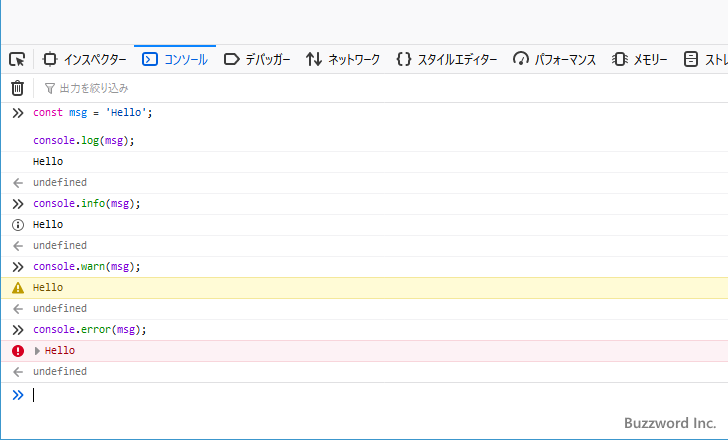 インスペクター コンソール デバッガー ネットワーク スタイルエディター パフォーマンス メモリー ストレ
出力を絞り込み
const msg = 'Hello';
console.log(msg);
Hello
undefined
console.info(msg);
Hello
undefined
console.warn(msg);
Hello
undefined
console.error(msg);
Hello
undefined
Buzzword Inc.